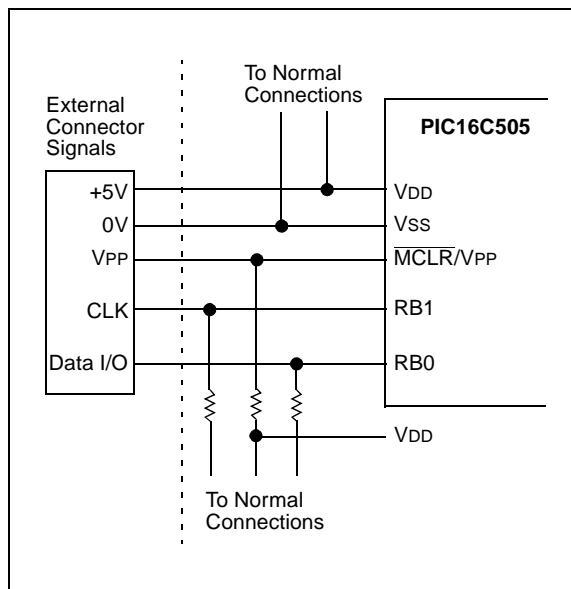 To Normal
Connections
External
Connector
Signals
PIC16C505
+5V
VDD
0V
VSS
VPP
MCLR/VPP
CLK
RB1
Data I/O
RB0
VDD
To Normal
Connections